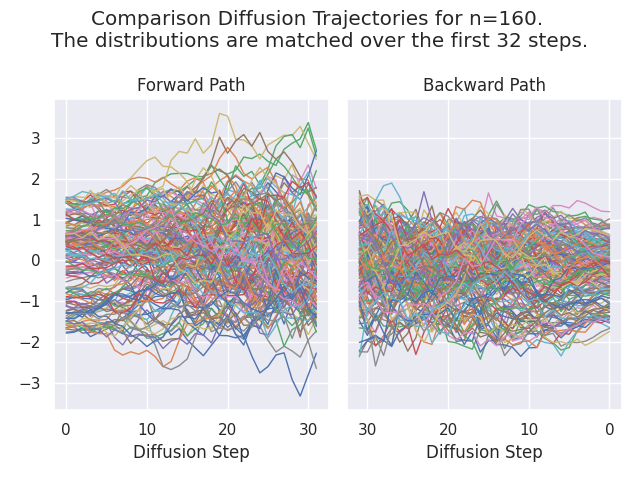 Comparison Diffusion Trajectories for n=160.
The distributions are matched over the first 32 steps.
Forward Path
Backward Path
3
2
1
0
−1
−2
−3
0 10 20 30
30 20 10 0
Diffusion Step
Diffusion Step